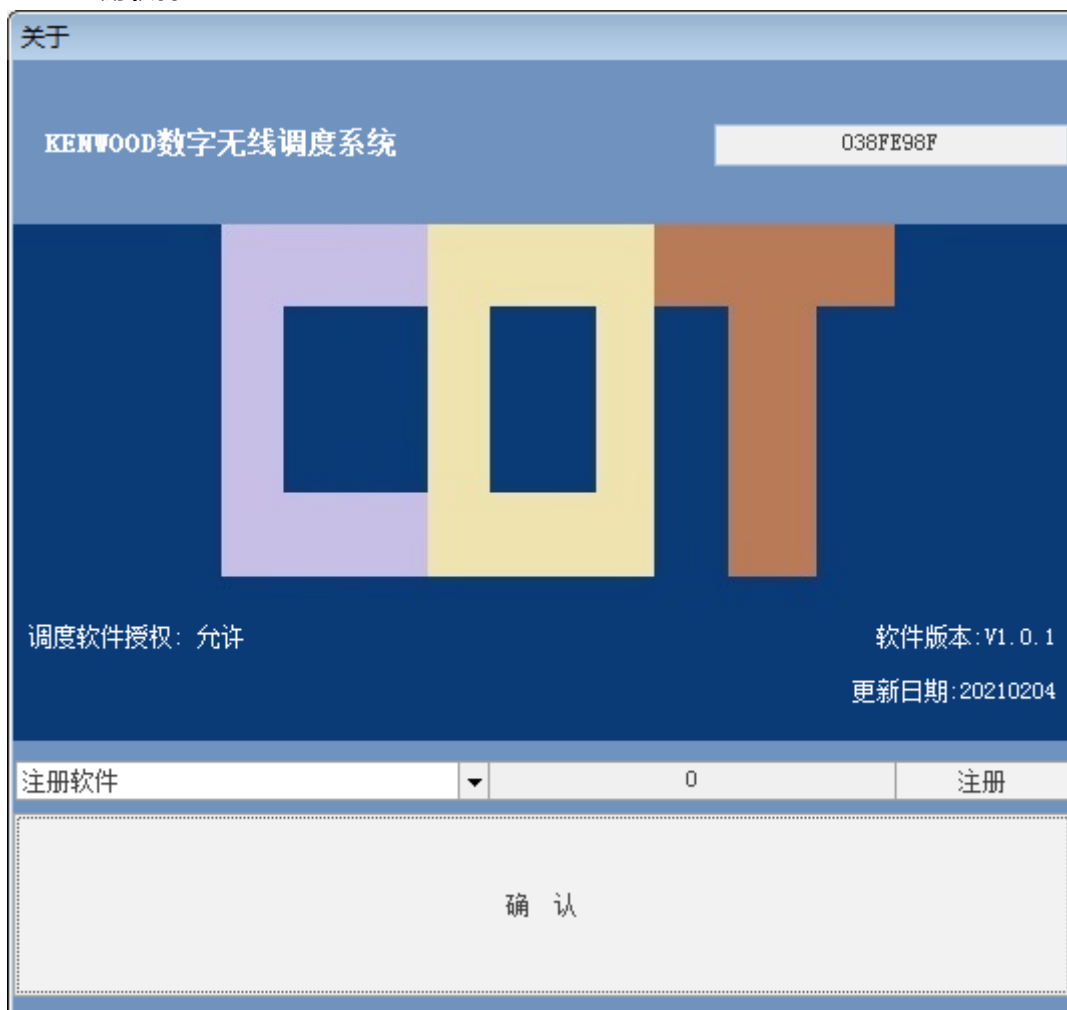 关于
KENWOOD数字无线调度系统
038FE98F
COT
调度软件授权: 允许
软件版本:V1.0.1
更新日期:20210204
注册软件
0
注册
确 认